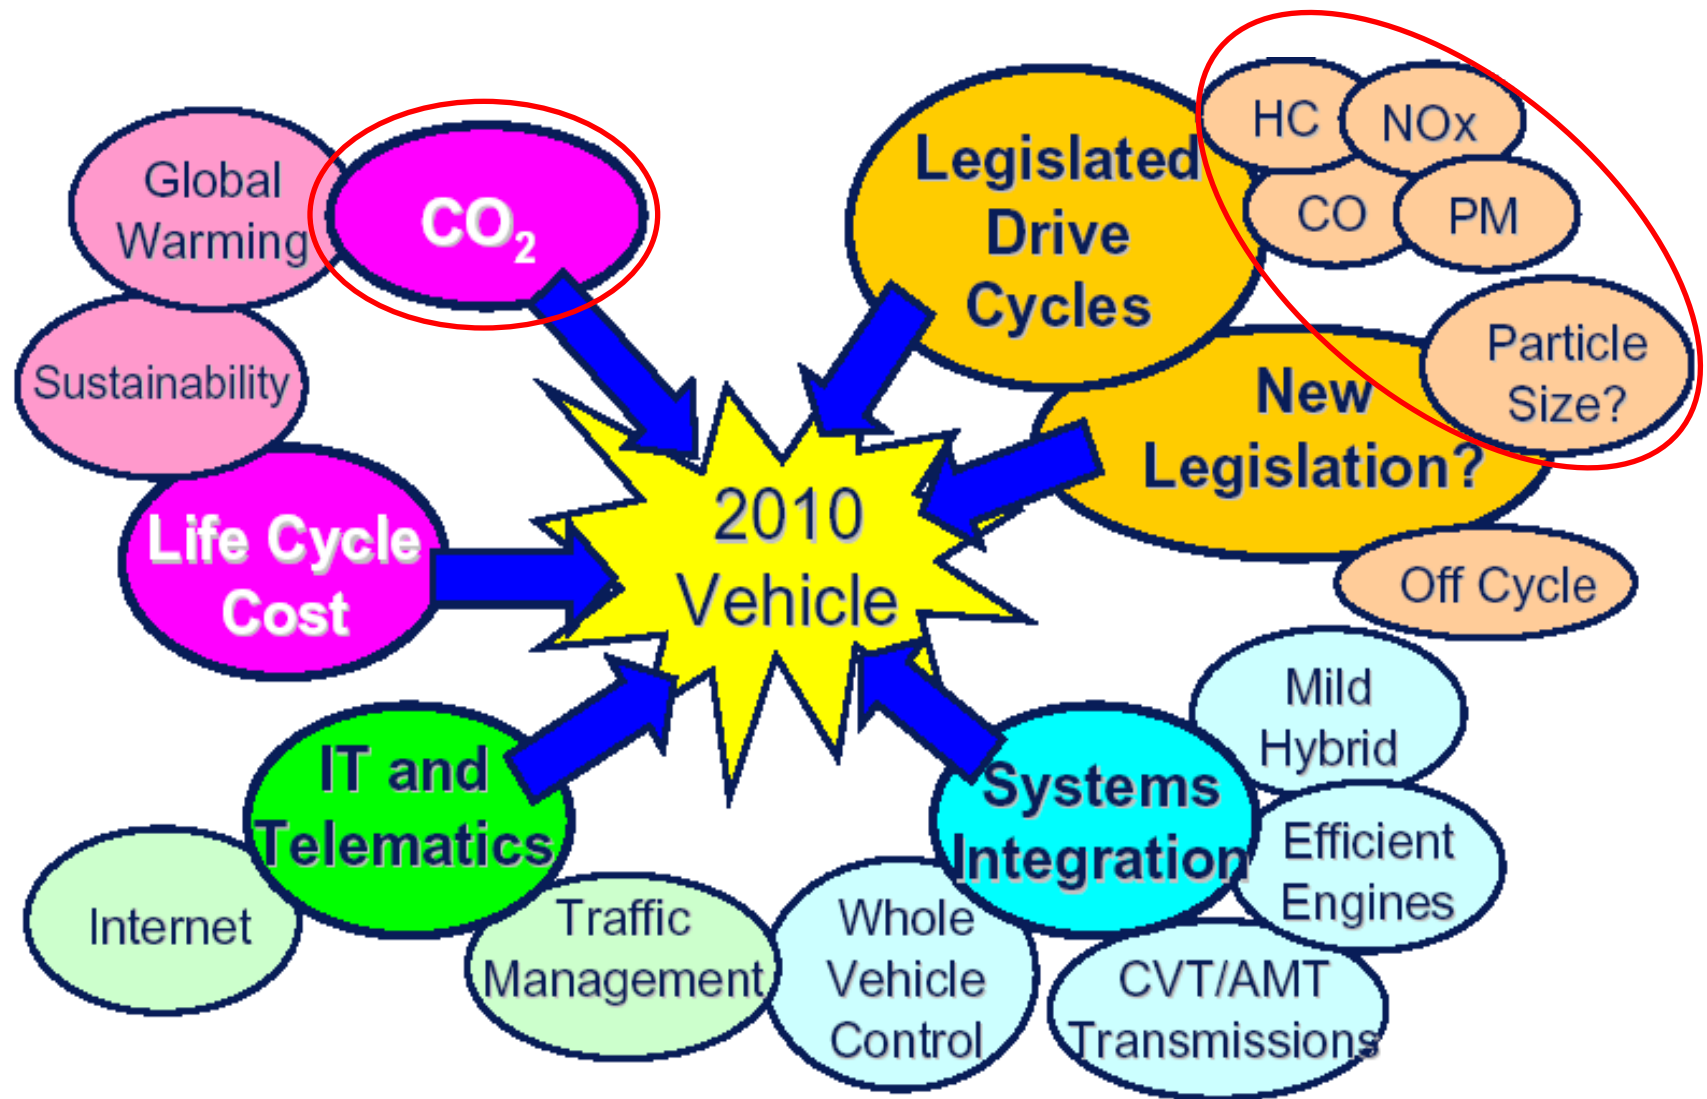 Global
Warming
CO₂
Sustainability
Life Cycle
Cost
Legislated
Drive
Cycles
HC
NOx
CO
PM
New
Legislation?
Particle
Size?
Off Cycle
2010
Vehicle
IT and
Telematics
Internet
Traffic
Management
Systems
Integration
Mild
Hybrid
Efficient
Engines
Whole
Vehicle
Control
CVT/AMT
Transmissions